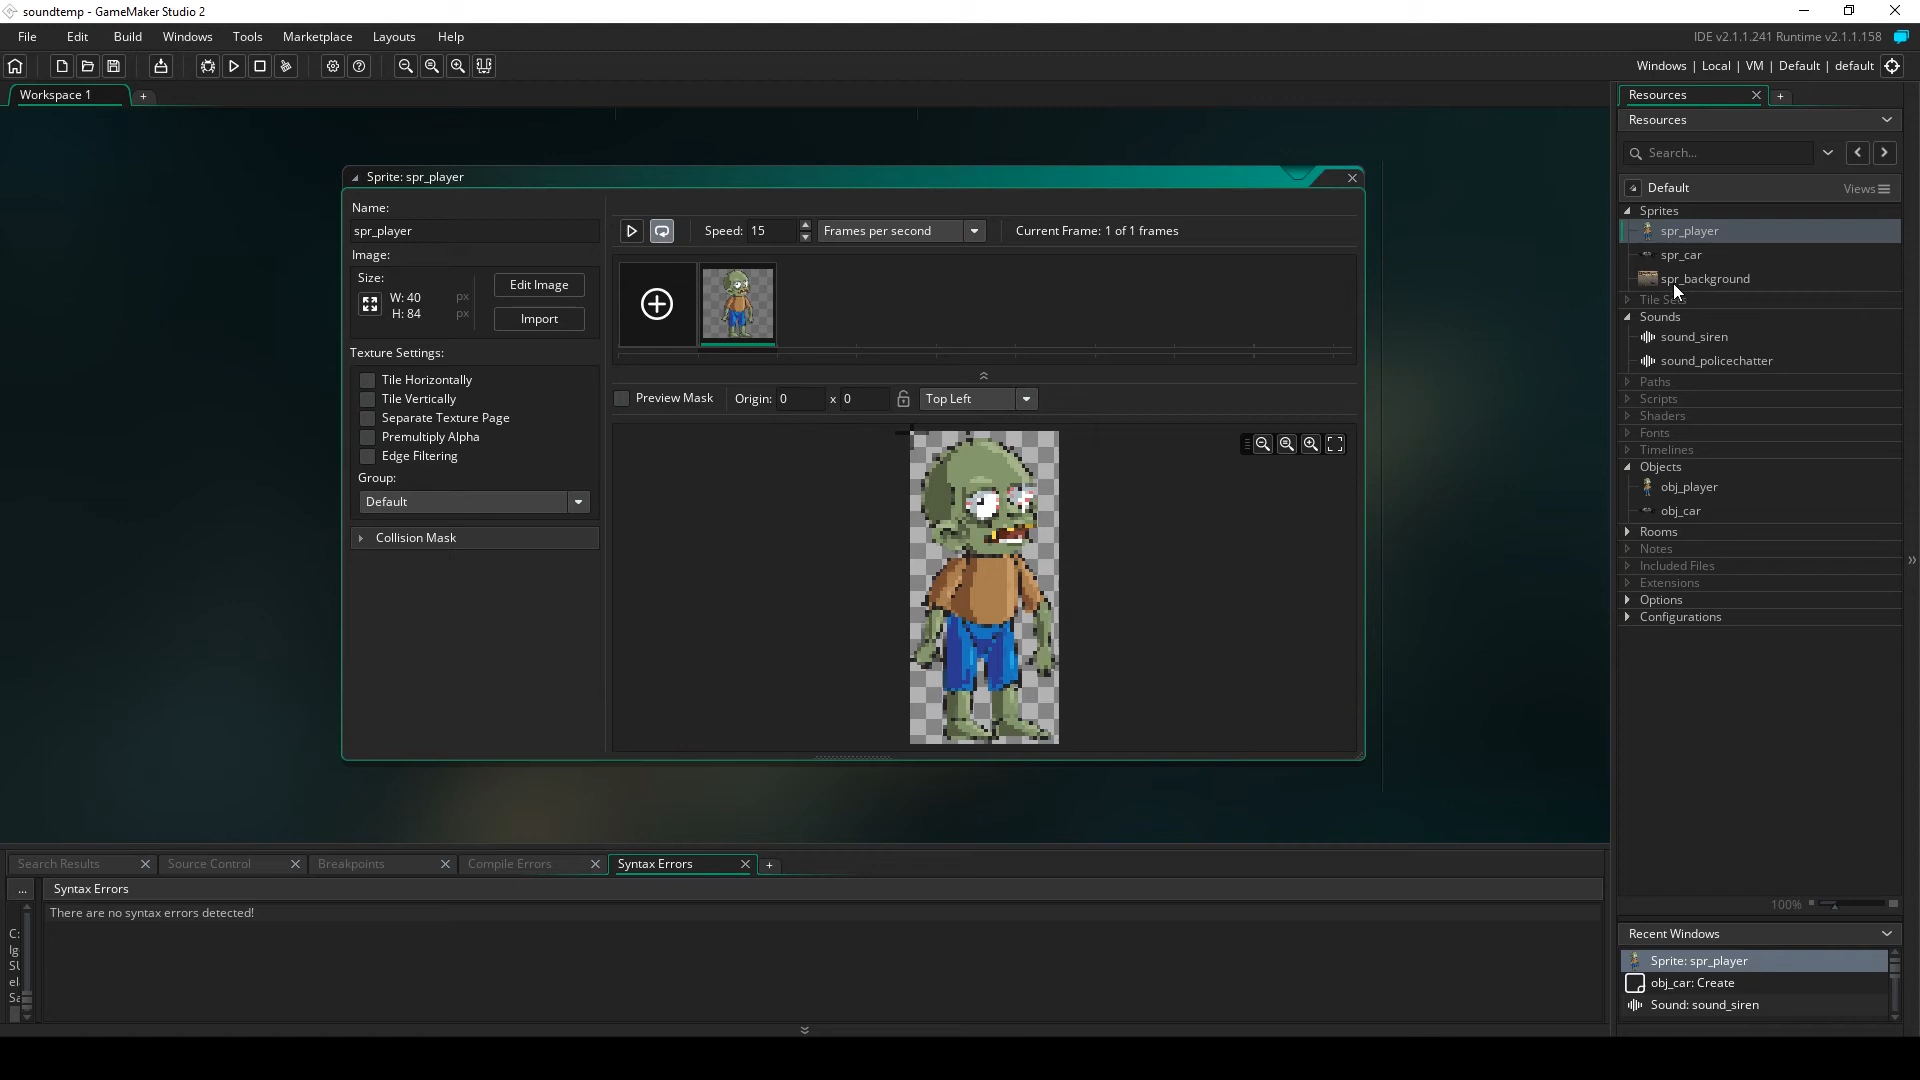 soundtemp - GameMaker Studio 2
File Edit Build Windows Tools Marketplace Layouts Help
IDE v2.1.1.241 Runtime v2.1.1.158
Windows | Local | VM | Default | default
Workspace 1
Sprite: spr_player
Name:
spr_player
Image:
Size:
W: 40 px
H: 84 px
Edit Image
Import
Texture Settings:
Tile Horizontally
Tile Vertically
Separate Texture Page
Premultiply Alpha
Edge Filtering
Group:
Default
Collision Mask
Speed: 15 Frames per second Current Frame: 1 of 1 frames
Preview Mask Origin: 0 x 0 Top Left
Resources
Resources
Search...
Default Views
Sprites
spr_player
spr_car
spr_background
Tile Sets
Sounds
sound_siren
sound_policechatter
Paths
Scripts
Shaders
Fonts
Timelines
Objects
obj_player
obj_car
Rooms
Notes
Included Files
Extensions
Options
Configurations
100%
Recent Windows
Sprite: spr_player
obj_car: Create
Sound: sound_siren
Search Results Source Control Breakpoints Compile Errors Syntax Errors
... Syntax Errors
There are no syntax errors detected!
C:
Ig
el
Sa